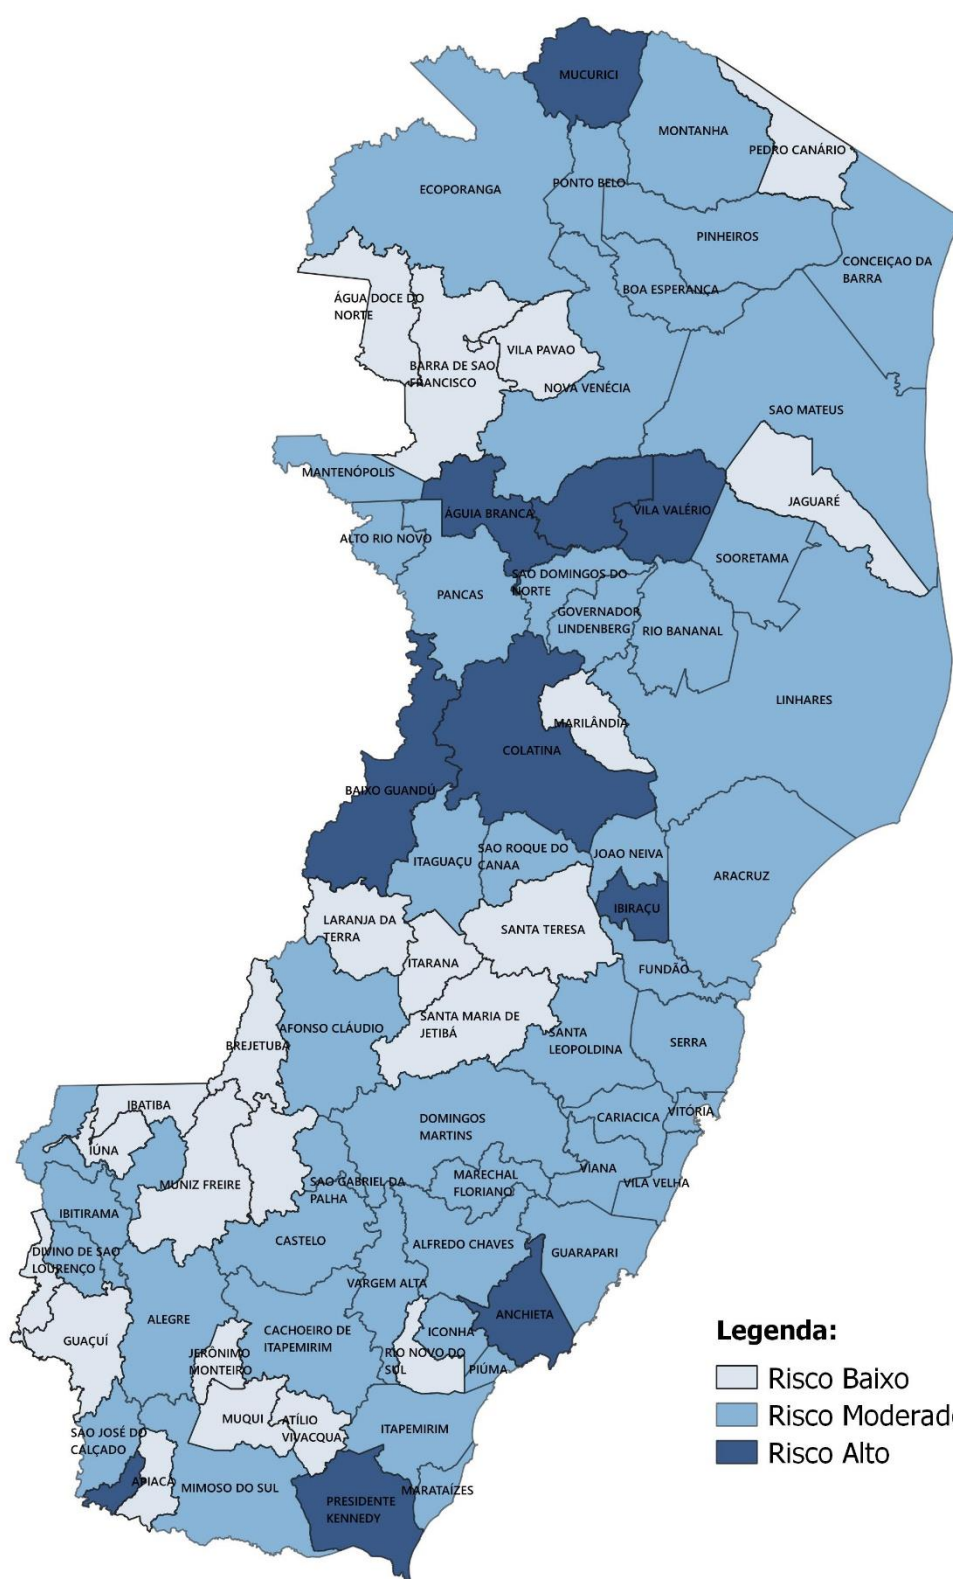 MUCURICI
MONTANHA
PEDRO CANÁRIO
ECOPORANGA
PONTO BELO
PINHEIROS
CONCEIÇAO DA
BARRA
BOA ESPERANÇA
ÁGUA DOCE DO
NORTE
VILA PAVAO
BARRA DE SAO
FRANCISCO
NOVA VENÉCIA
SAO MATEUS
MANTENÓPOLIS
JAGUARÉ
ÁGUIA BRANCA
VILA VALÉRIO
ALTO RIO NOVO
SOORETAMA
SAO DOMINGOS DO
NORTE
PANCAS
GOVERNADOR
LINDENBERG
RIO BANANAL
LINHARES
MARILÂNDIA
COLATINA
BAIXO GUANDÚ
ITAGUAÇU
SAO ROQUE DO
CANAA
JOAO NEIVA
ARACRUZ
IBIRAÇU
LARANJA DA
TERRA
SANTA TERESA
ITARANA
FUNDÃO
SANTA MARIA DE
JETIBÁ
AFONSO CLÁUDIO
SANTA
LEOPOLDINA
SERRA
BREJETUBA
IBATIBA
DOMINGOS
MARTINS
CARIACICA
VITÓRIA
IÚNA
MUNIZ FREIRE
SAO GABRIEL DA
PALHA
MARECHAL
FLORIANO
VIANA
VILA VELHA
IBITIRAMA
CASTELO
ALFREDO CHAVES
GUARAPARI
DIVINO DE SAO
LOURENÇO
VARGEM ALTA
ANCHIETA
ALEGRE
GUAÇUÍ
CACHOEIRO DE
ITAPEMIRIM
ICONHA
JERÔNIMO
MONTEIRO
RIO NOVO DO
SUL
PIÚMA
MUQUI
ATÍLIO
VIVACQUA
ITAPEMIRIM
SAO JOSÉ DO
CALÇADO
APIACÁ
MIMOSO DO SUL
PRESIDENTE
KENNEDY
MARATAÍZES
Legenda:
Risco Baixo
Risco Moderado
Risco Alto